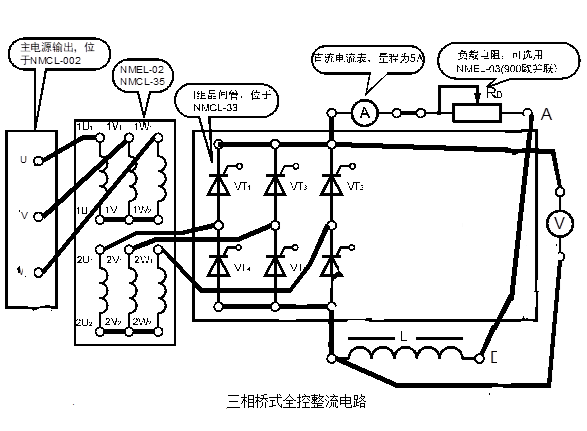 主电源输出，位
于NMCL-002
NMEL-02
NMCL-35
I组晶闸管，位于
NMCL-33
直流电流表，量程为5A
负载电阻，可选用
NMEL-03(900欧并联)
RD
A
A
1U1 1V1 1W1
U
V
W
VT1 VT3 VT5
1U2 1V2 1W2
V
2U1 2V1 2W1
VT4
2U2 2V2 2W2
L
三相桥式全控整流电路